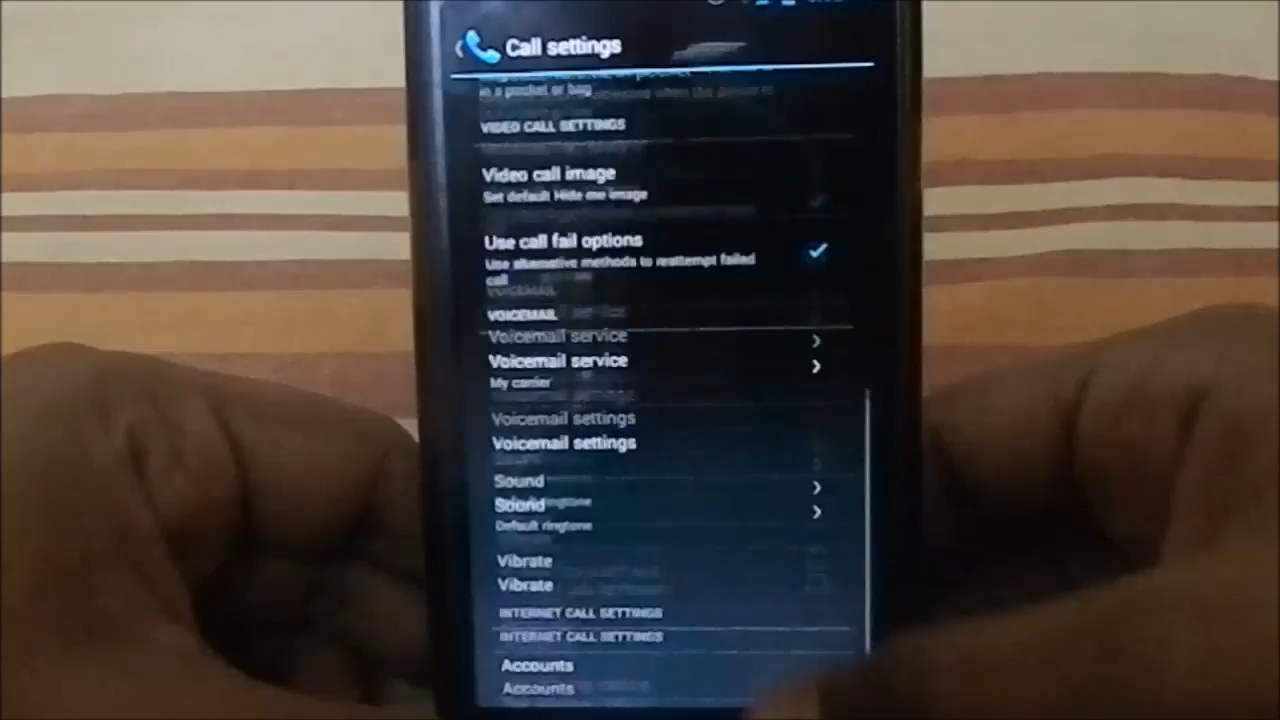 Call settings
in a pocket or bag
VIDEO CALL SETTINGS
Video call image
Set default Hide me image
Use call fail options
Use alternative methods to reattempt failed
call
VOICEMAIL
VOICEMAIL
Voicemail service
Voicemail service
My carrier
Voicemail settings
Voicemail settings
Sound
Sound
Default ringtone
Vibrate
Vibrate
INTERNET CALL SETTINGS
INTERNET CALL SETTINGS
Accounts
Accounts